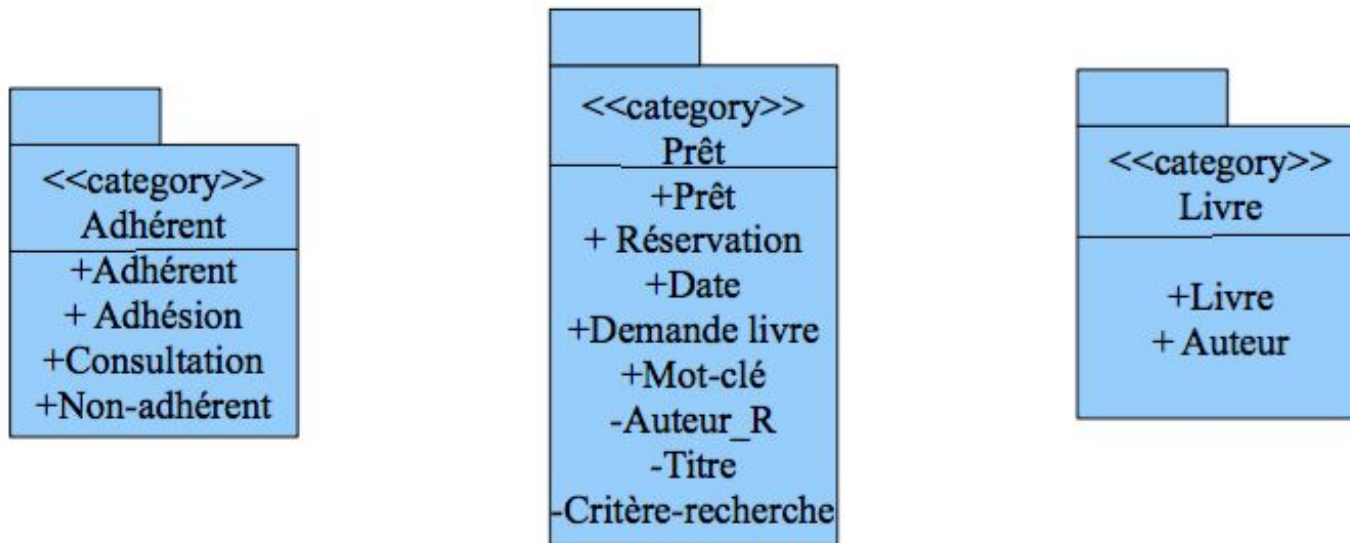 <<category>>
Adhérent
+Adhérent
+ Adhésion
+Consultation
+Non-adhérent
<<category>>
Prêt
+Prêt
+ Réservation
+Date
+Demande livre
+Mot-clé
-Auteur_R
-Titre
-Critère-recherche
<<category>>
Livre
+Livre
+ Auteur